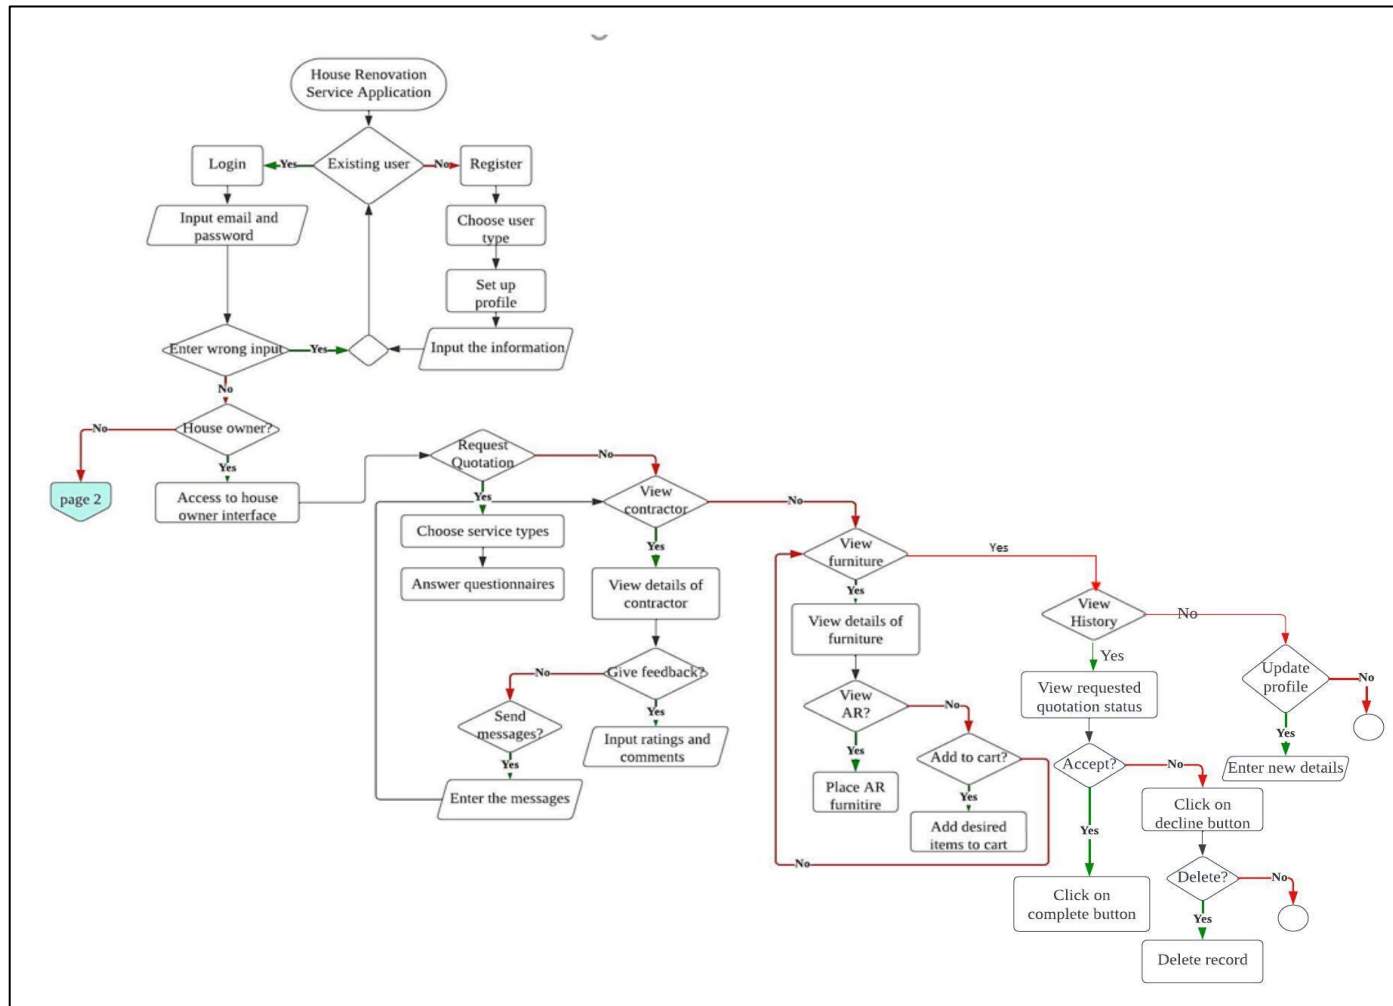 House Renovation
Service Application
Login
Yes
Existing user
No
Register
Input email and
password
Choose user
type
Set up
profile
Enter wrong input
Yes
Input the information
No
House owner?
No
Yes
page 2
Access to house
owner interface
Request
Quotation
No
Yes
Choose service types
Answer questionnaires
View
contractor
No
Yes
View details of
contractor
Give feedback?
No
Yes
Send
messages?
Yes
Input ratings and
comments
Enter the messages
View
furniture
Yes
Yes
View details of
furniture
View
AR?
No
Yes
Place AR
furnitire
Add to cart?
Yes
Add desired
items to cart
No
View
History
No
Yes
View requested
quotation status
Accept?
No
Yes
Click on
complete button
Click on
decline button
Delete?
No
Yes
Delete record
Update
profile
No
Yes
Enter new details